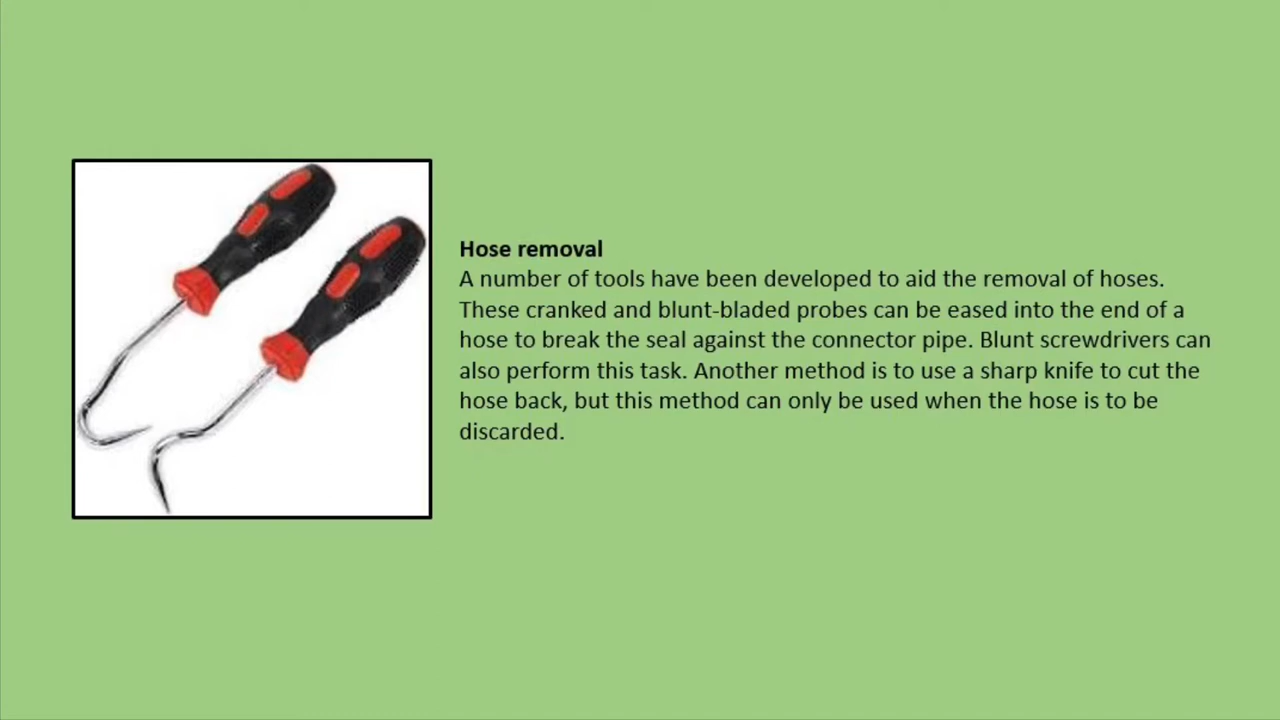 Hose removal
A number of tools have been developed to aid the removal of hoses.
These cranked and blunt-bladed probes can be eased into the end of a
hose to break the seal against the connector pipe. Blunt screwdrivers can
also perform this task. Another method is to use a sharp knife to cut the
hose back, but this method can only be used when the hose is to be
discarded.